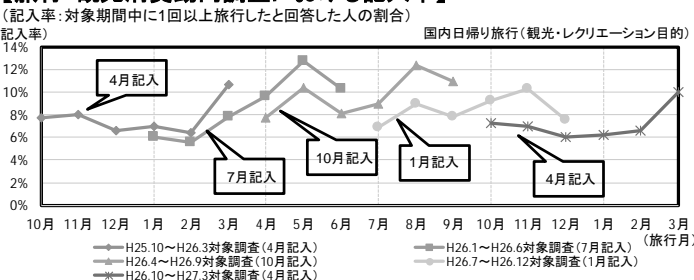 （記入率：対象期間中に1回以上旅行したと回答した人の割合）
記入率）
国内日帰り旅行（観光・レクリエーション目的）
14%
12%
10%
8%
6%
4%
2%
0%
4月記入
7月記入
10月記入
1月記入
4月記入
10月 11月 12月 1月 2月 3月 4月 5月 6月 7月 8月 9月 10月 11月 12月 1月 2月 3月
（旅行月）
H25.10～H26.3対象調査（4月記入）
H26.1～H26.6対象調査（7月記入）
H26.4～H26.9対象調査（10月記入）
H26.7～H26.12対象調査（1月記入）
H26.10～H27.3対象調査（4月記入）